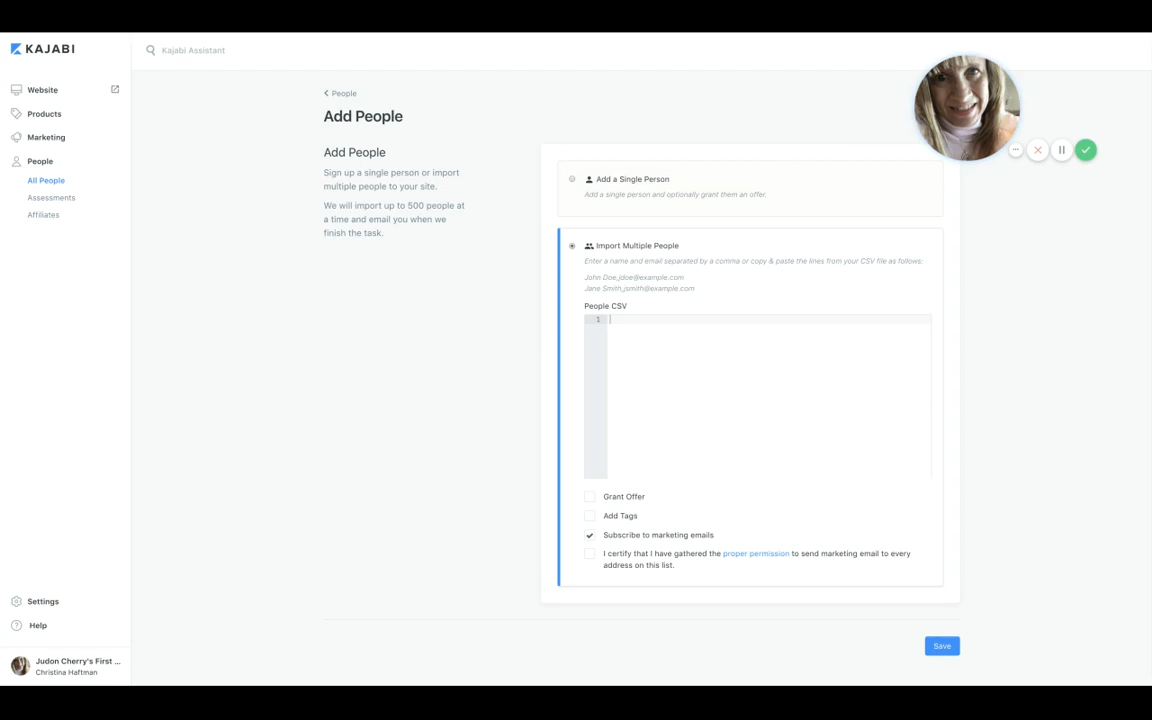 KAJABI
Kajabi Assistant
Website
Products
Marketing
People
All People
Assessments
Affiliates
Settings
Help
Judon Cherry's First ...
Christina Haftman
People
Add People
Add People
Sign up a single person or import
multiple people to your site.
We will import up to 500 people at
a time and email you when we
finish the task.
Add a Single Person
Add a single person and optionally grant them an offer.
Import Multiple People
Enter a name and email separated by a comma or copy & paste the lines from your CSV file as follows:
John Doe,jdoe@example.com
Jane Smith,jsmith@example.com
People CSV
1
Grant Offer
Add Tags
Subscribe to marketing emails
I certify that I have gathered the proper permission to send marketing email to every
address on this list.
Save